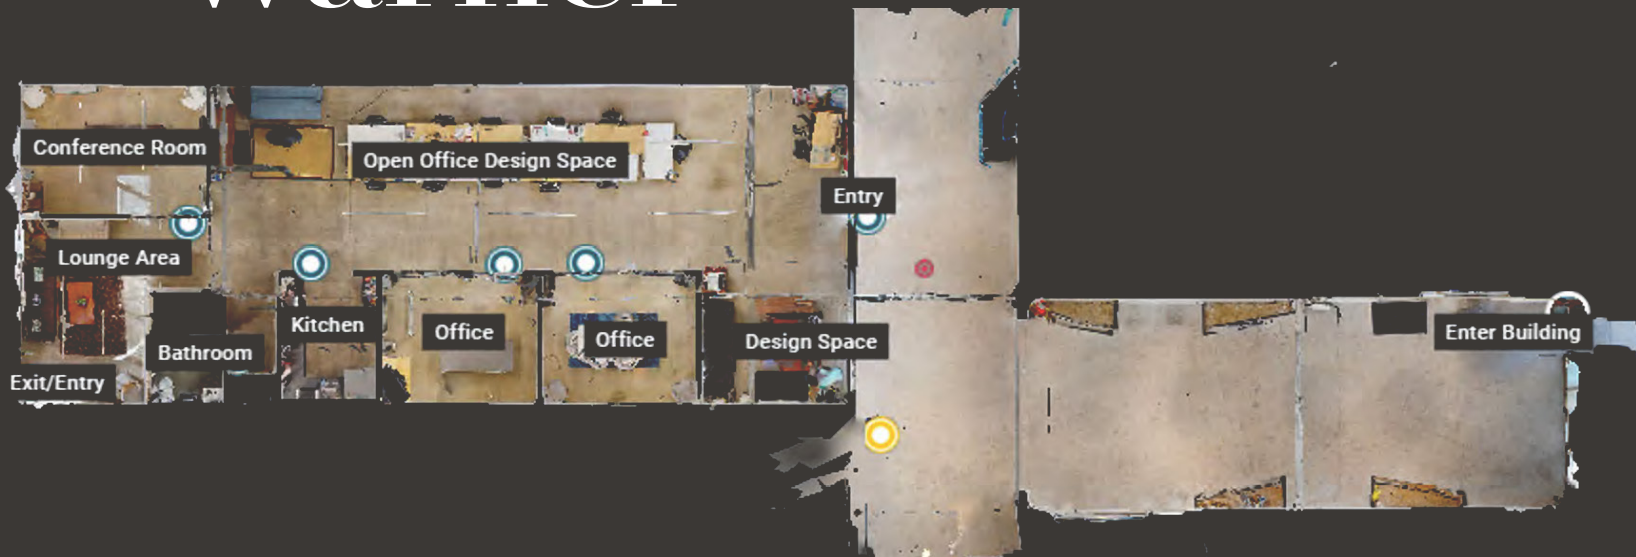 Conference Room
Open Office Design Space
Entry
Lounge Area
Kitchen
Office
Office
Design Space
Enter Building
Bathroom
Exit/Entry